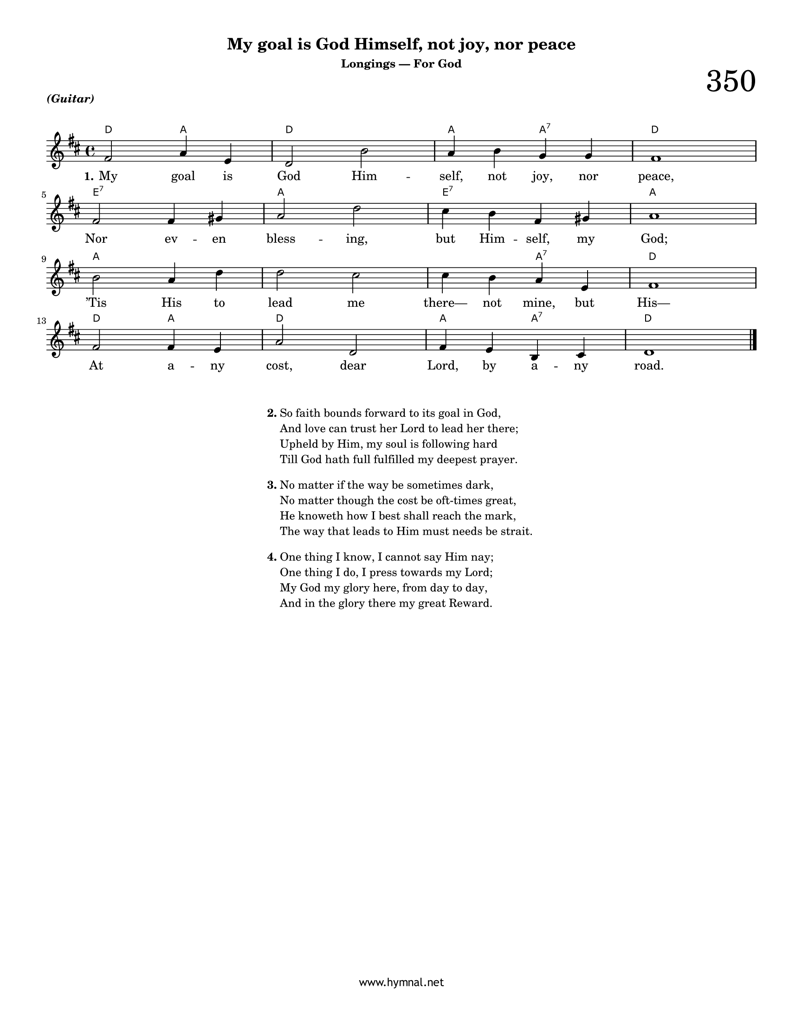 My goal is God Himself, not joy, nor peace
Longings — For God
350
(Guitar)
D A D A A7 D
1. My goal is God Him - self, not joy, nor peace,
5 E7 A E7 A
Nor ev - en bless - ing, but Him - self, my God;
9 A A7 D
’Tis His to lead me there— not mine, but His—
13 D A D A A7 D
At a - ny cost, dear Lord, by a - ny road.
2. So faith bounds forward to its goal in God,
And love can trust her Lord to lead her there;
Upheld by Him, my soul is following hard
Till God hath full fulfilled my deepest prayer.
3. No matter if the way be sometimes dark,
No matter though the cost be oft-times great,
He knoweth how I best shall reach the mark,
The way that leads to Him must needs be strait.
4. One thing I know, I cannot say Him nay;
One thing I do, I press towards my Lord;
My God my glory here, from day to day,
And in the glory there my great Reward.
www.hymnal.net